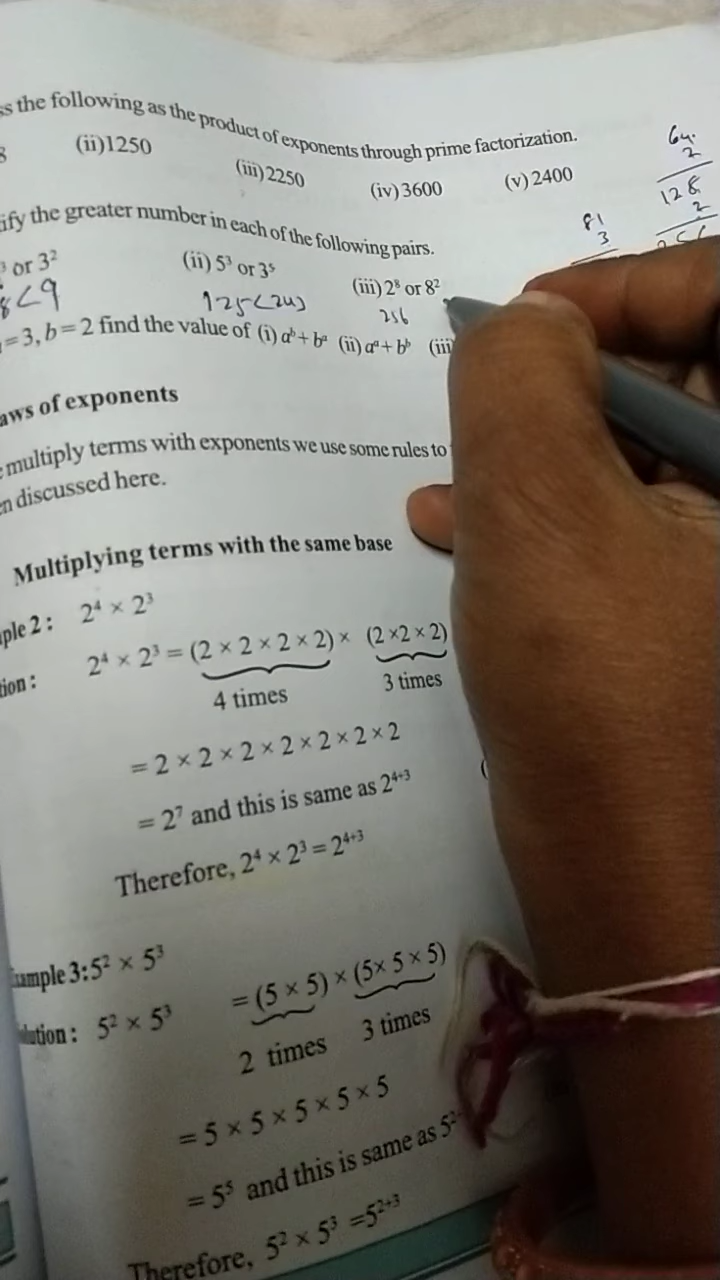 the following as the product of exponents through prime factorization.
(ii)1250 (iii)2250 (iv)3600 (v)2400
64.
2
128
2
81
3
ify the greater number in each of the following pairs.
³ or 3² (ii) 5³ or 3⁵ (iii) 2⁸ or 8²
8<9 125<243 256
=3, b=2 find the value of (i) aᵇ + bᵃ (ii) aᵃ + bᵇ (iii)
aws of exponents
multiply terms with exponents we use some rules to
n discussed here.
Multiplying terms with the same base
ple 2 : 2⁴ × 2³
tion : 2⁴ × 2³ = (2 × 2 × 2 × 2) × (2 ×2 × 2)
4 times 3 times
= 2 × 2 × 2 × 2 × 2 × 2 × 2
= 2⁷ and this is same as 2⁴⁺³
Therefore, 2⁴ × 2³ = 2⁴⁺³
ample 3: 5² × 5³
lution : 5² × 5³ = (5 × 5) × (5× 5 × 5)
2 times 3 times
= 5 × 5 × 5 × 5 × 5
= 5⁵ and this is same as 5²
Therefore, 5² × 5³ =5²⁺³